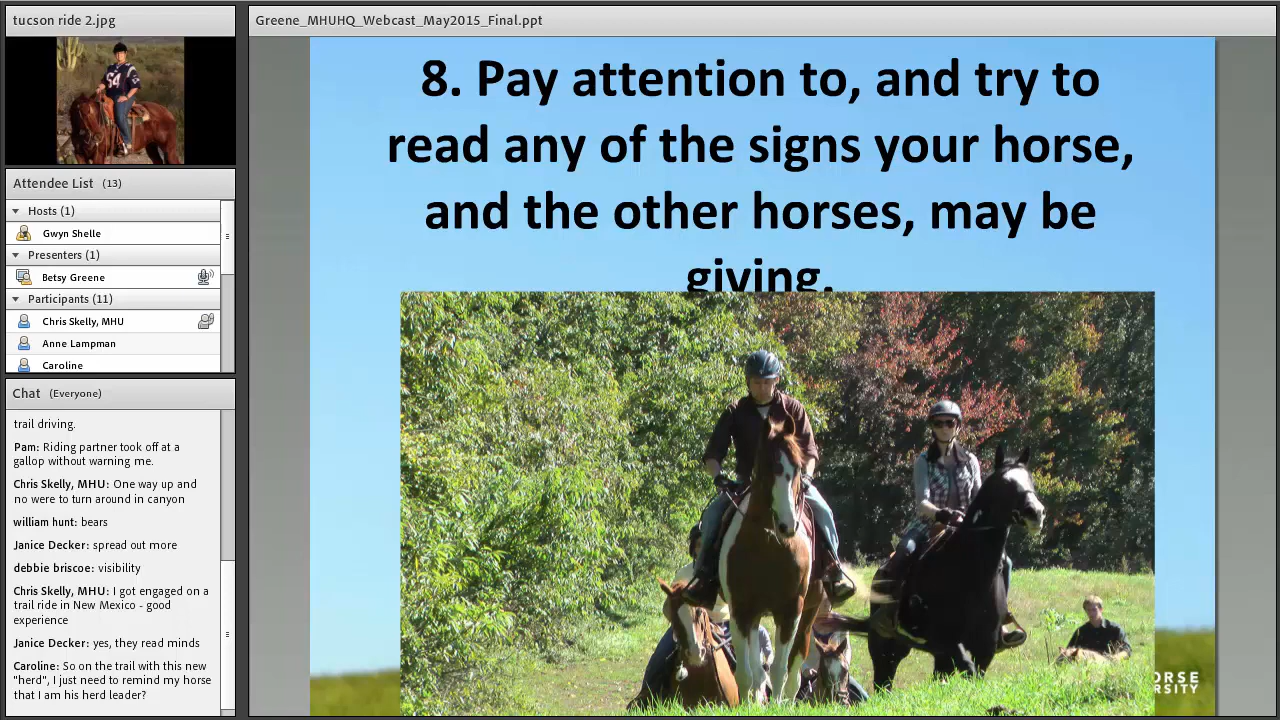 tucson ride 2.jpg
Greene_MHUHQ_Webcast_May2015_Final.ppt
54
Attendee List (13)
Hosts (1)
Gwyn Shelle
Presenters (1)
Betsy Greene
Participants (11)
Chris Skelly, MHU
Anne Lampman
Caroline
Chat (Everyone)
trail driving.
Pam: Riding partner took off at a
gallop without warning me.
Chris Skelly, MHU: One way up and
no were to turn around in canyon
william hunt: bears
Janice Decker: spread out more
debbie briscoe: visibility
Chris Skelly, MHU: I got engaged on a
trail ride in New Mexico - good
experience
Janice Decker: yes, they read minds
Caroline: So on the trail with this new
"herd", I just need to remind my horse
that I am his herd leader?
8. Pay attention to, and try to
read any of the signs your horse,
and the other horses, may be
giving.
ORSE
ERSITY